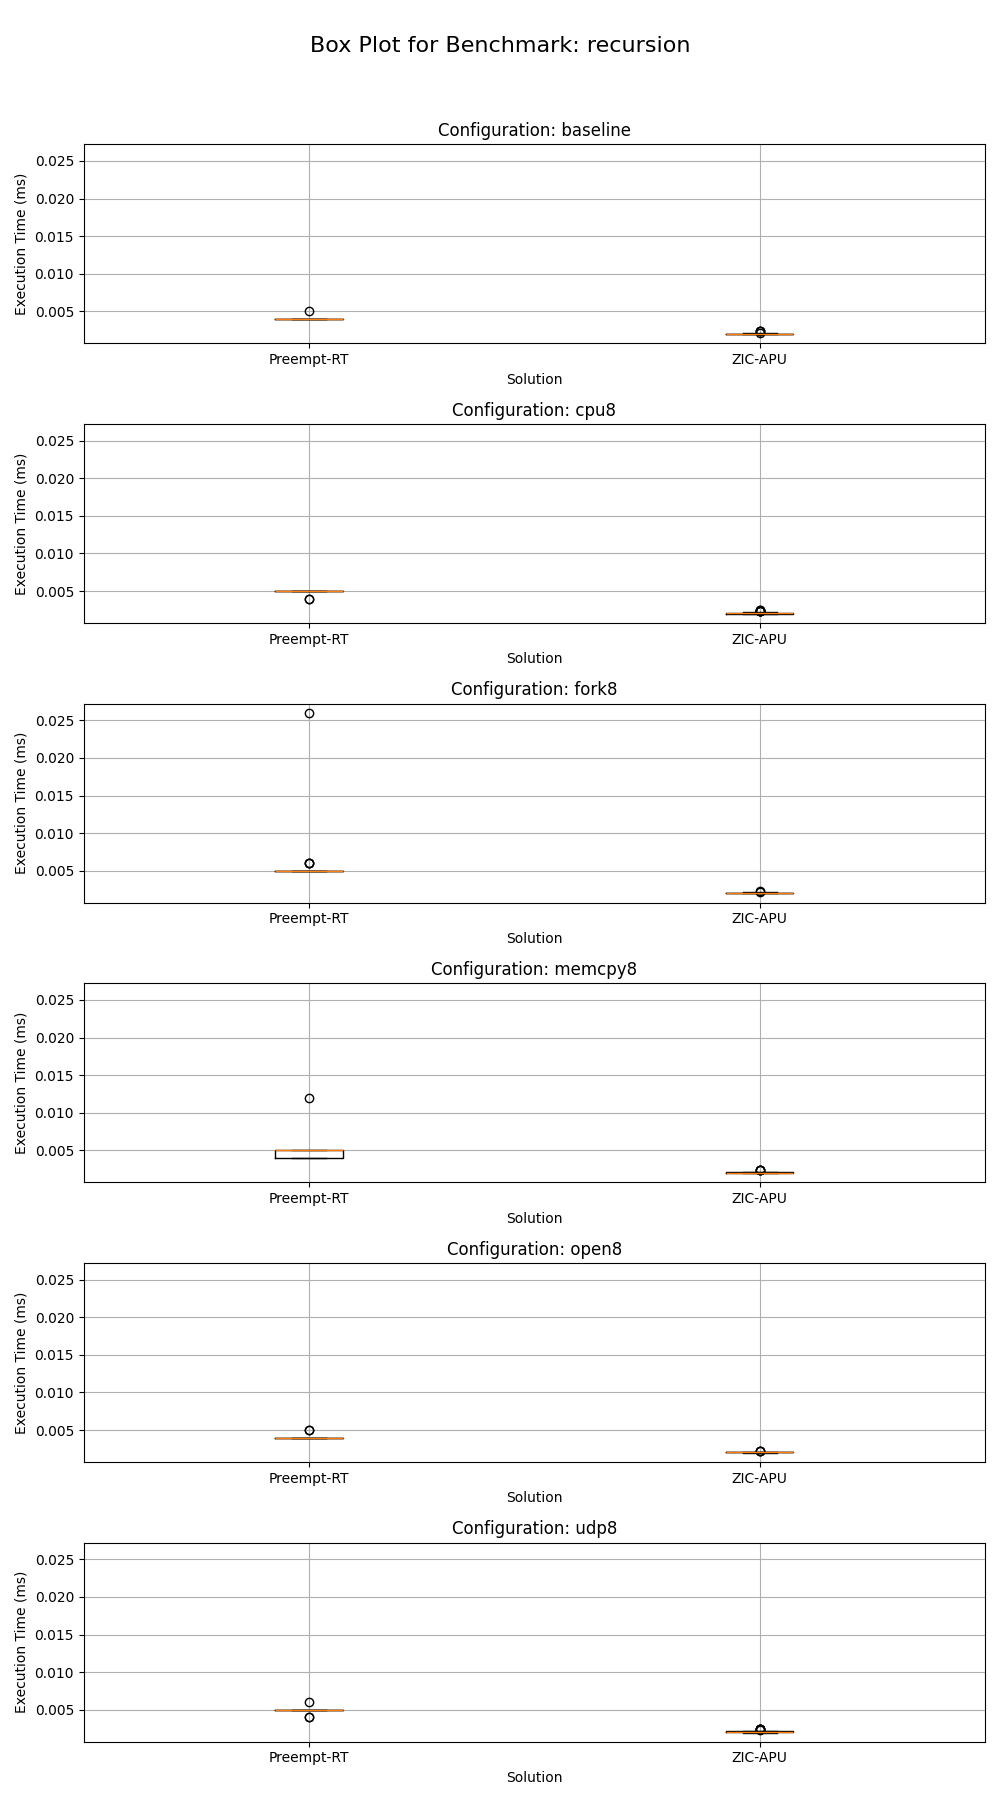 Box Plot for Benchmark: recursion
Configuration: baseline
Execution Time (ms)
0.025
0.020
0.015
0.010
0.005
Preempt-RT ZIC-APU
Solution
Configuration: cpu8
Execution Time (ms)
0.025
0.020
0.015
0.010
0.005
Preempt-RT ZIC-APU
Solution
Configuration: fork8
Execution Time (ms)
0.025
0.020
0.015
0.010
0.005
Preempt-RT ZIC-APU
Solution
Configuration: memcpy8
Execution Time (ms)
0.025
0.020
0.015
0.010
0.005
Preempt-RT ZIC-APU
Solution
Configuration: open8
Execution Time (ms)
0.025
0.020
0.015
0.010
0.005
Preempt-RT ZIC-APU
Solution
Configuration: udp8
Execution Time (ms)
0.025
0.020
0.015
0.010
0.005
Preempt-RT ZIC-APU
Solution